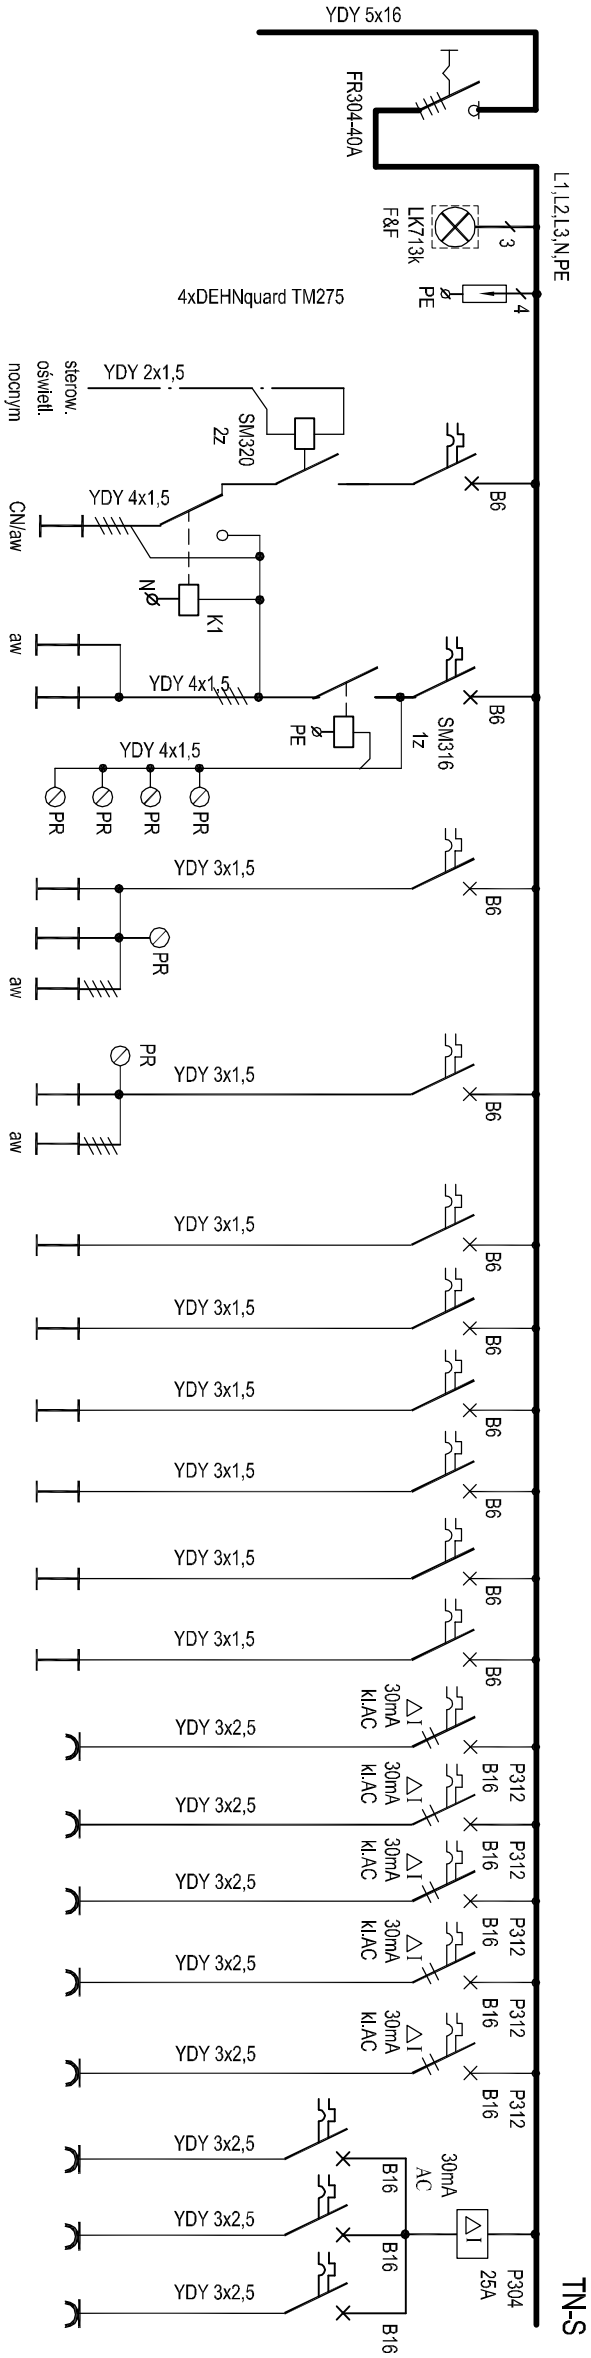 YDY 5x16
FR304-40A
L1,L2,L3,N,PE
LK713k
F&F
3
4xDEHNquard TM275
PE
4
sterow.
oświetl.
nocnym
YDY 2x1,5
SM320
2z
B6
CN/aw
YDY 4x1,5
N
K1
aw
YDY 4x1,5
SM316
1z
B6
PE
YDY 4x1,5
PR
PR
PR
PR
YDY 3x1,5
B6
PR
aw
PR
YDY 3x1,5
B6
aw
YDY 3x1,5
B6
YDY 3x1,5
B6
YDY 3x1,5
B6
YDY 3x1,5
B6
YDY 3x1,5
B6
YDY 3x1,5
B6
YDY 3x2,5
30mA
kl.AC
ΔI
P312
B16
YDY 3x2,5
30mA
kl.AC
ΔI
P312
B16
YDY 3x2,5
30mA
kl.AC
ΔI
P312
B16
YDY 3x2,5
30mA
kl.AC
ΔI
P312
B16
YDY 3x2,5
30mA
kl.AC
ΔI
P312
B16
YDY 3x2,5
B16
30mA
AC
YDY 3x2,5
B16
ΔI
P304
25A
YDY 3x2,5
B16
TN-S